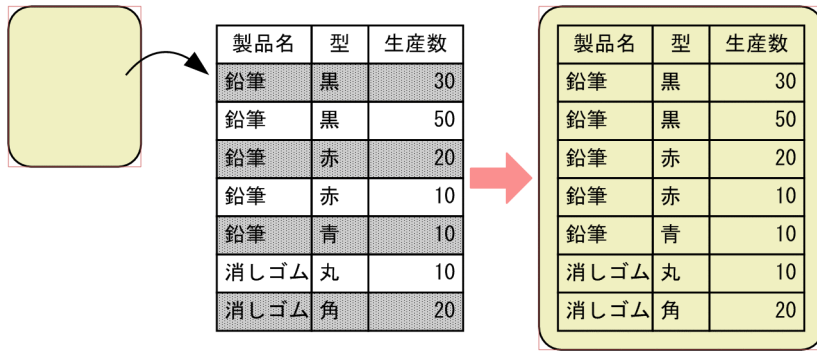 製品名 型 生産数
鉛筆 黒 30
鉛筆 黒 50
鉛筆 赤 20
鉛筆 赤 10
鉛筆 青 10
消しゴム 丸 10
消しゴム 角 20
製品名 型 生産数
鉛筆 黒 30
鉛筆 黒 50
鉛筆 赤 20
鉛筆 赤 10
鉛筆 青 10
消しゴム 丸 10
消しゴム 角 20